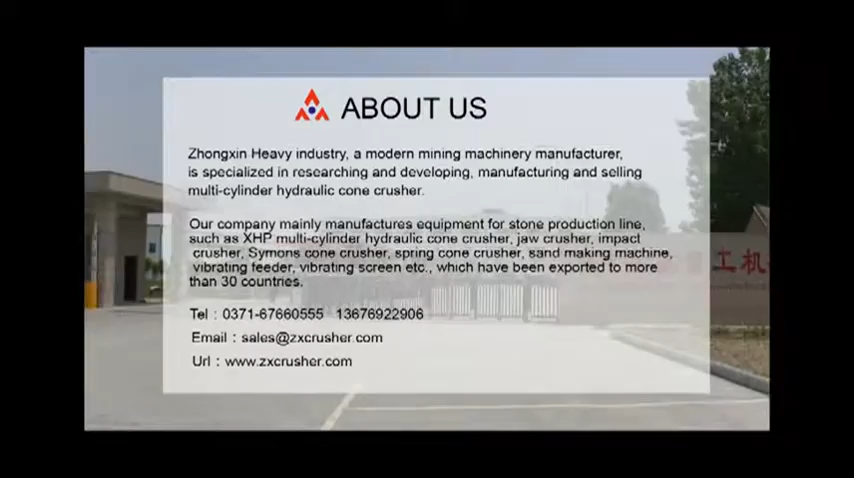 ABOUT US
Zhongxin Heavy industry, a modern mining machinery manufacturer,
is specialized in researching and developing, manufacturing and selling
multi-cylinder hydraulic cone crusher.
Our company mainly manufactures equipment for stone production line,
such as XHP multi-cylinder hydraulic cone crusher, jaw crusher, impact
crusher, Symons cone crusher, spring cone crusher, sand making machine,
vibrating feeder, vibrating screen etc., which have been exported to more
than 30 countries.
工机
Tel : 0371-67660555 13676922906
Email : sales@zxcrusher.com
Url : www.zxcrusher.com